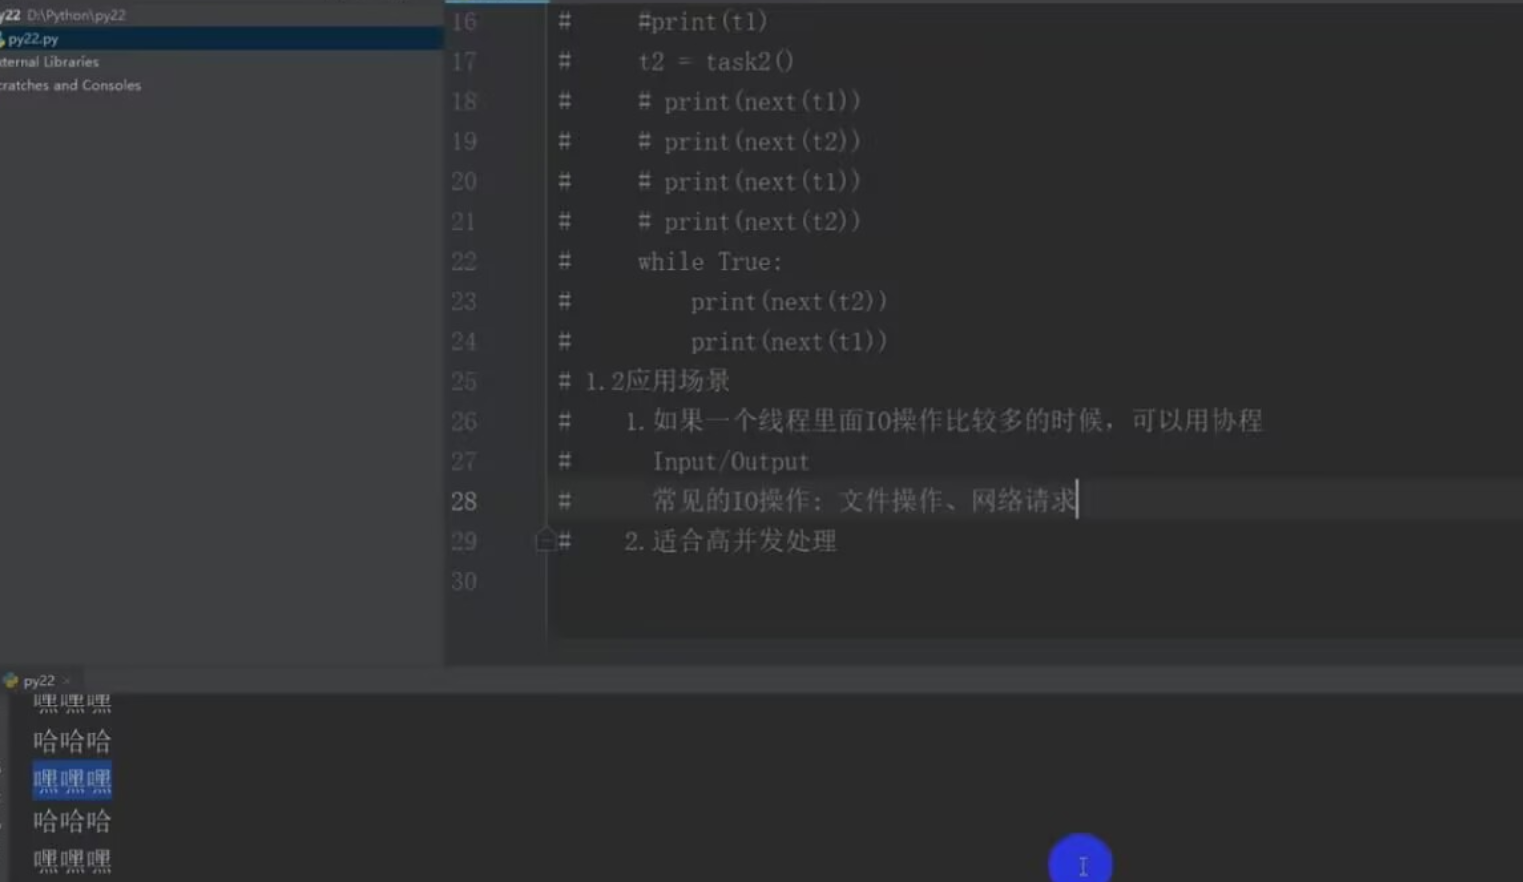 py22 D:\Python\py22
py22.py
ternal Libraries
cratches and Consoles
16 # #print(t1)
17 # t2 = task2()
18 # # print(next(t1))
19 # # print(next(t2))
20 # # print(next(t1))
21 # # print(next(t2))
22 # while True:
23 # print(next(t2))
24 # print(next(t1))
25 # 1.2应用场景
26 # 1.如果一个线程里面IO操作比较多的时候，可以用协程
27 # Input/Output
28 # 常见的IO操作: 文件操作、网络请求
29 # 2.适合高并发处理
30
py22 ×
嘿嘿嘿
哈哈哈
嘿嘿嘿
哈哈哈
嘿嘿嘿